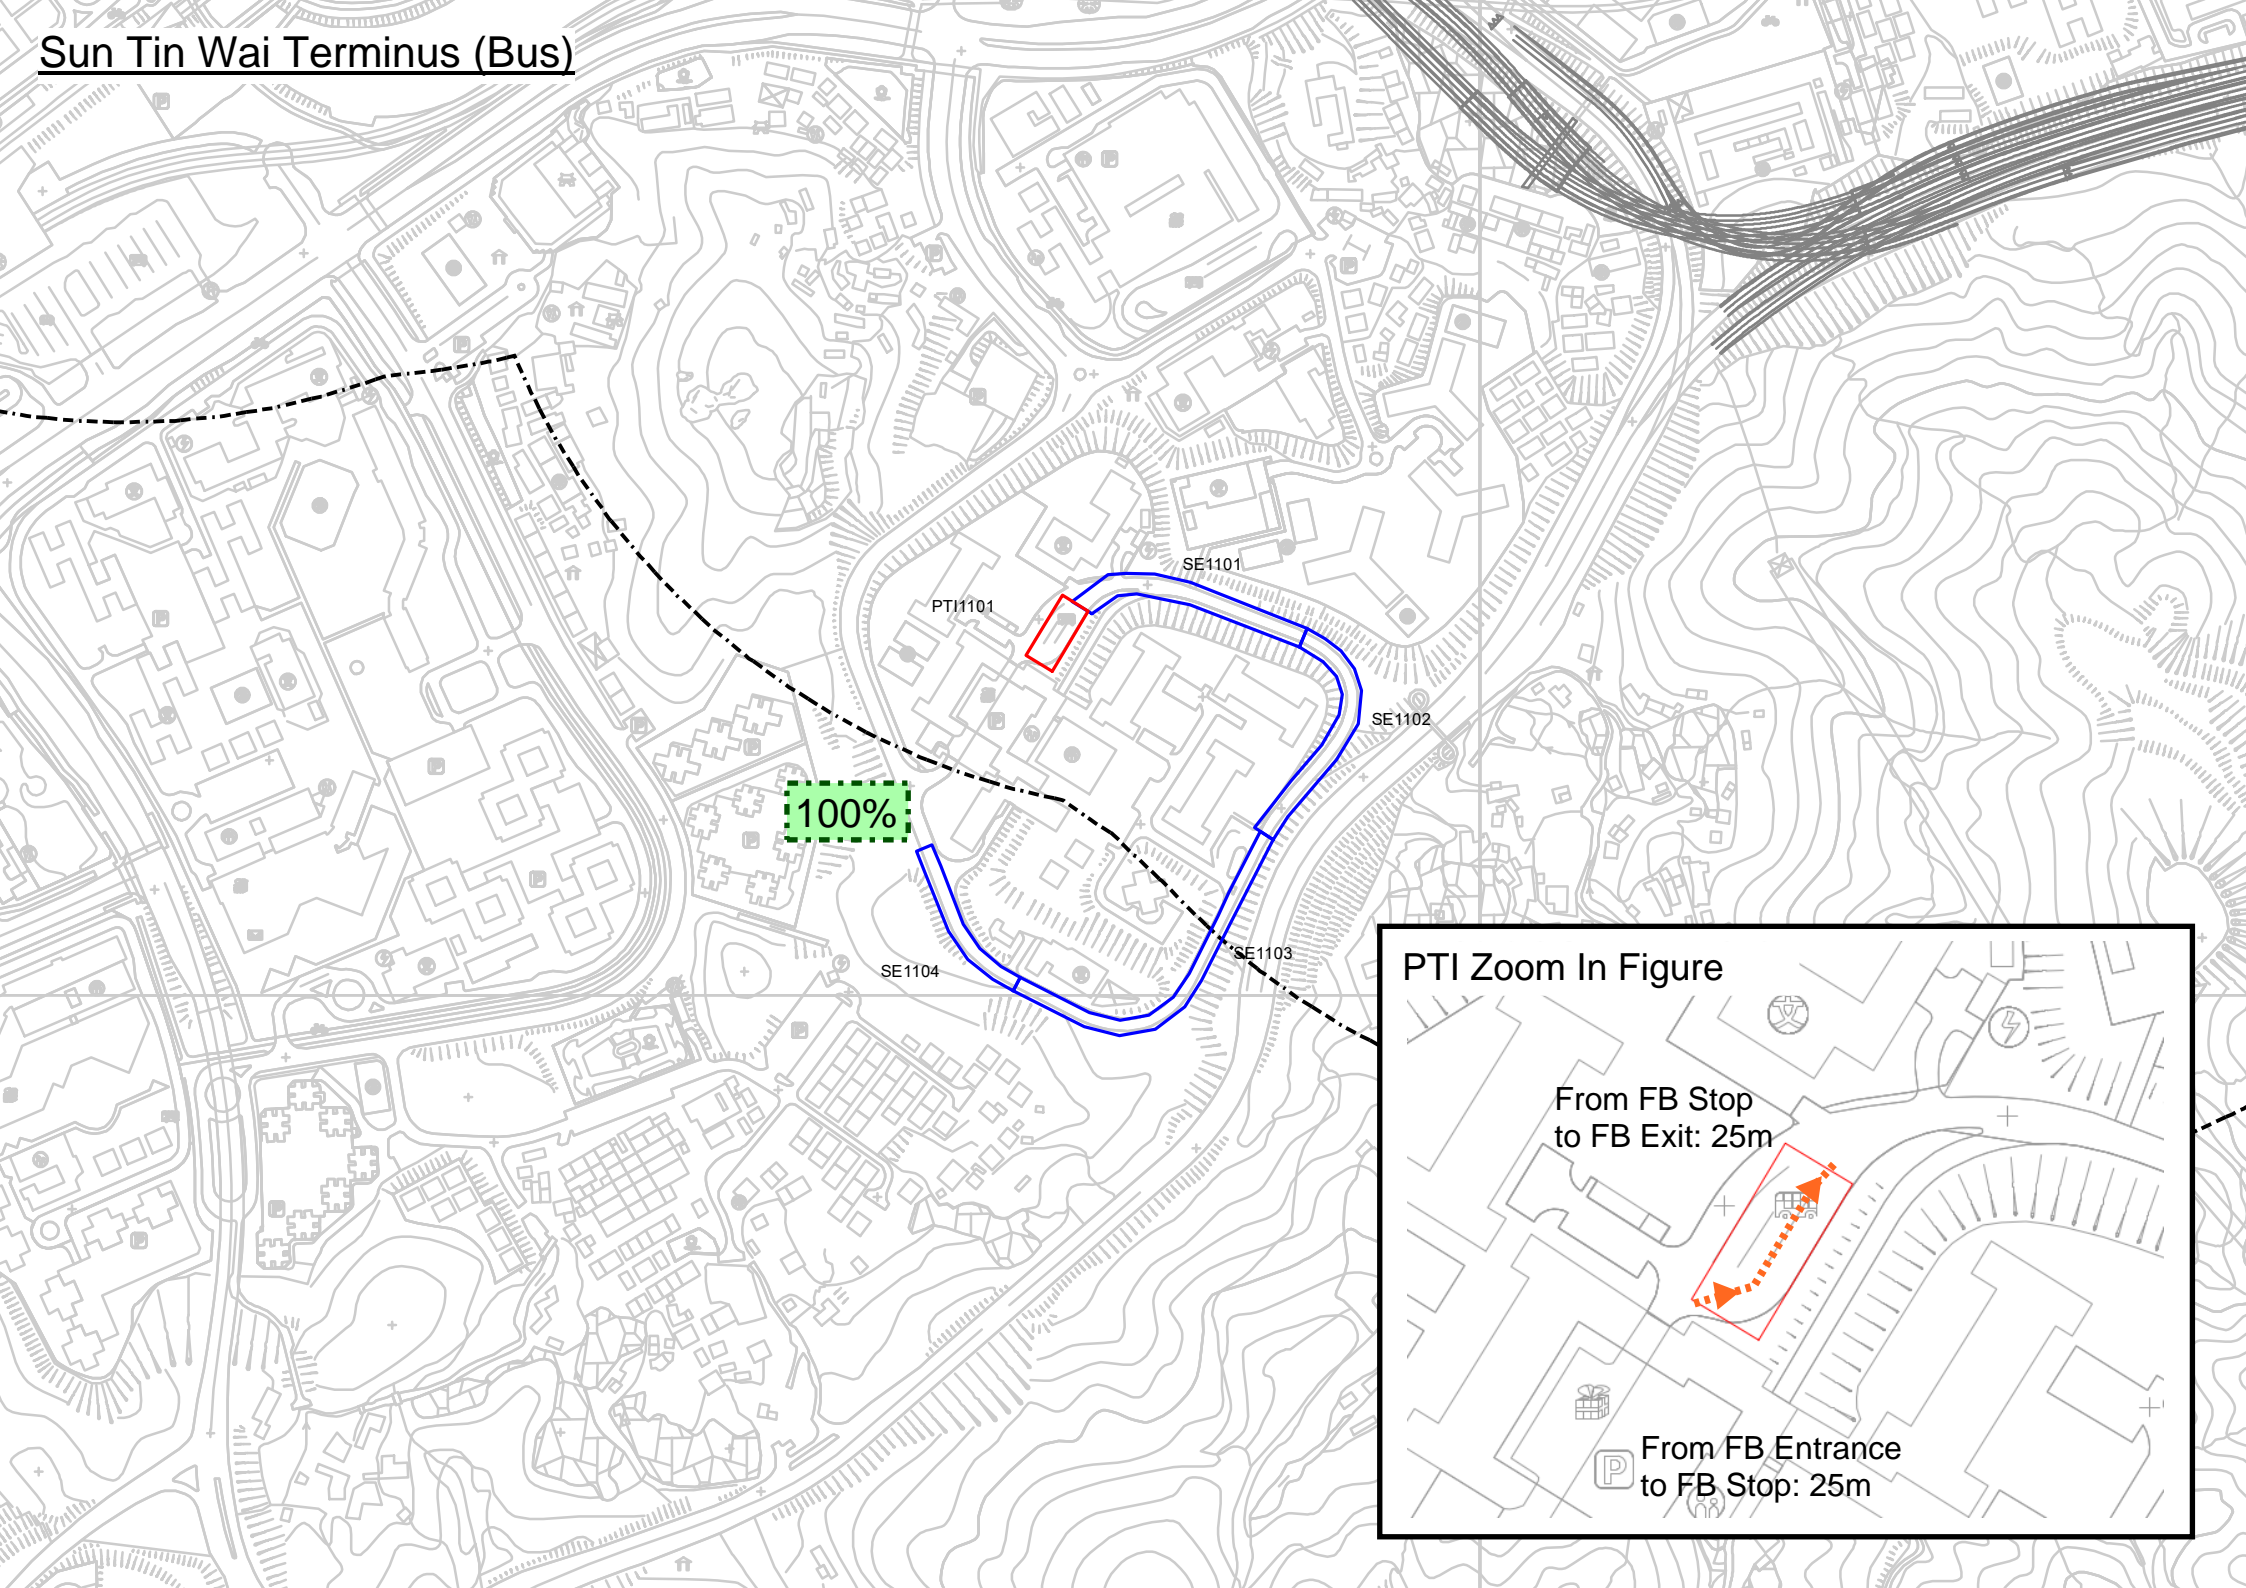 Sun Tin Wai Terminus (Bus)
SE1101
PTI1101
SE1102
100%
SE1103
SE1104
PTI Zoom In Figure
From FB Stop
to FB Exit: 25m
From FB Entrance
P
to FB Stop: 25m